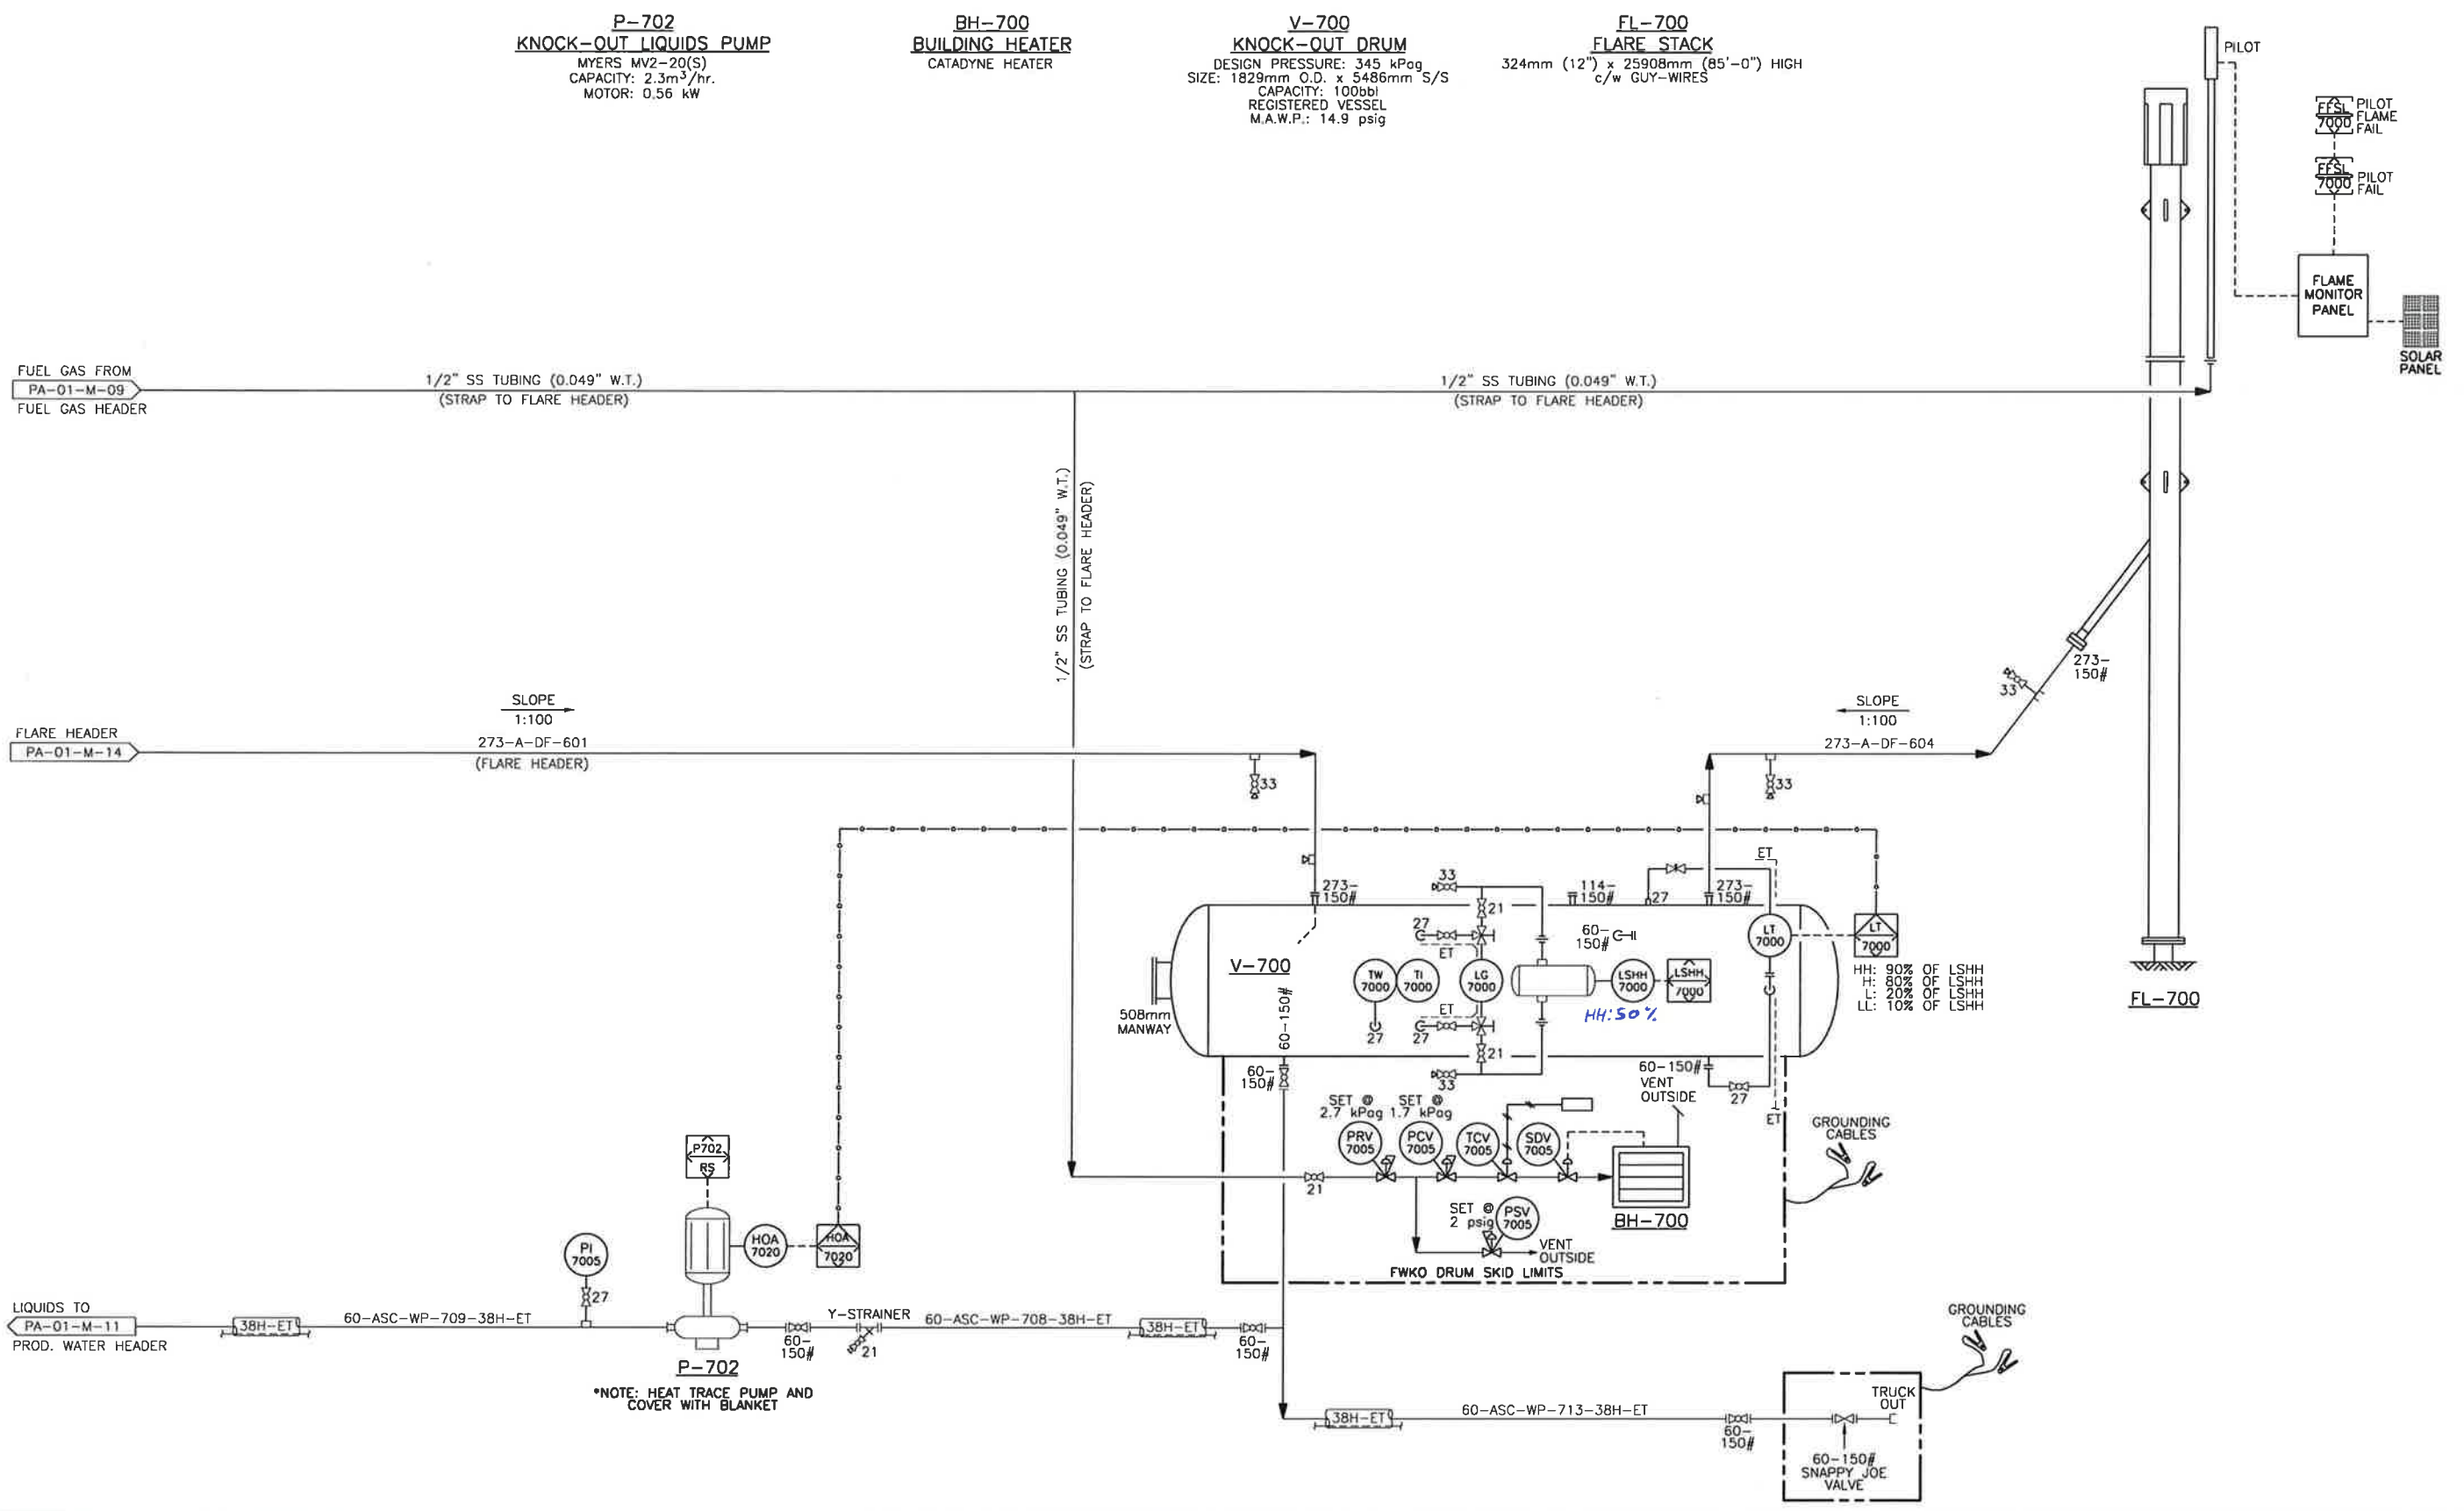 P-702
KNOCK-OUT LIQUIDS PUMP
MYERS MV2-20(S)
CAPACITY: 2.3m³/hr.
MOTOR: 0.56 kW
BH-700
BUILDING HEATER
CATADYNE HEATER
V-700
KNOCK-OUT DRUM
DESIGN PRESSURE: 345 kPag
SIZE: 1829mm O.D. x 5486mm S/S
CAPACITY: 100bbl
REGISTERED VESSEL
M.A.W.P.: 14.9 psig
FL-700
FLARE STACK
324mm (12") x 25908mm (85'-0") HIGH
c/w GUY-WIRES
PILOT
FFSL
7000
PILOT
FLAME
FAIL
FFSL
7000
PILOT
FAIL
FLAME
MONITOR
PANEL
SOLAR
PANEL
FUEL GAS FROM
PA-01-M-09
FUEL GAS HEADER
1/2" SS TUBING (0.049" W.T.)
(STRAP TO FLARE HEADER)
1/2" SS TUBING (0.049" W.T.)
(STRAP TO FLARE HEADER)
1/2" SS TUBING (0.049" W.T.)
(STRAP TO FLARE HEADER)
273-
150#
33
FLARE HEADER
PA-01-M-14
SLOPE
1:100
273-A-DF-601
(FLARE HEADER)
33
SLOPE
1:100
273-A-DF-604
33
ET
273-
150#
33
114-
150#
27
273-
150#
21
27
ET
60-
150#
LT
7000
LT
7000
V-700
TW
7000
TI
7000
LG
7000
LSHH
7000
LSHH
7000
HH: 90% OF LSHH
H: 80% OF LSHH
L: 20% OF LSHH
LL: 10% OF LSHH
FL-700
508mm
MANWAY
60-150#
ET
27
27
HH: 50%
21
33
60-
150#
60-150#
27
ET
VENT
OUTSIDE
SET @
2.7 kPag
SET @
1.7 kPag
PRV
7005
PCV
7005
TCV
7005
SDV
7005
21
BH-700
GROUNDING
CABLES
SET @
2 psig
PSV
7005
VENT
OUTSIDE
FWKO DRUM SKID LIMITS
P702
RS
HOA
7020
HOA
7020
PI
7005
27
LIQUIDS TO
PA-01-M-11
PROD. WATER HEADER
38H-ET
60-ASC-WP-709-38H-ET
P-702
*NOTE: HEAT TRACE PUMP AND
COVER WITH BLANKET
60-
150#
Y-STRAINER
21
60-ASC-WP-708-38H-ET
38H-ET
60-
150#
38H-ET
60-ASC-WP-713-38H-ET
60-
150#
GROUNDING
CABLES
TRUCK
OUT
60-150#
SNAPPY JOE
VALVE